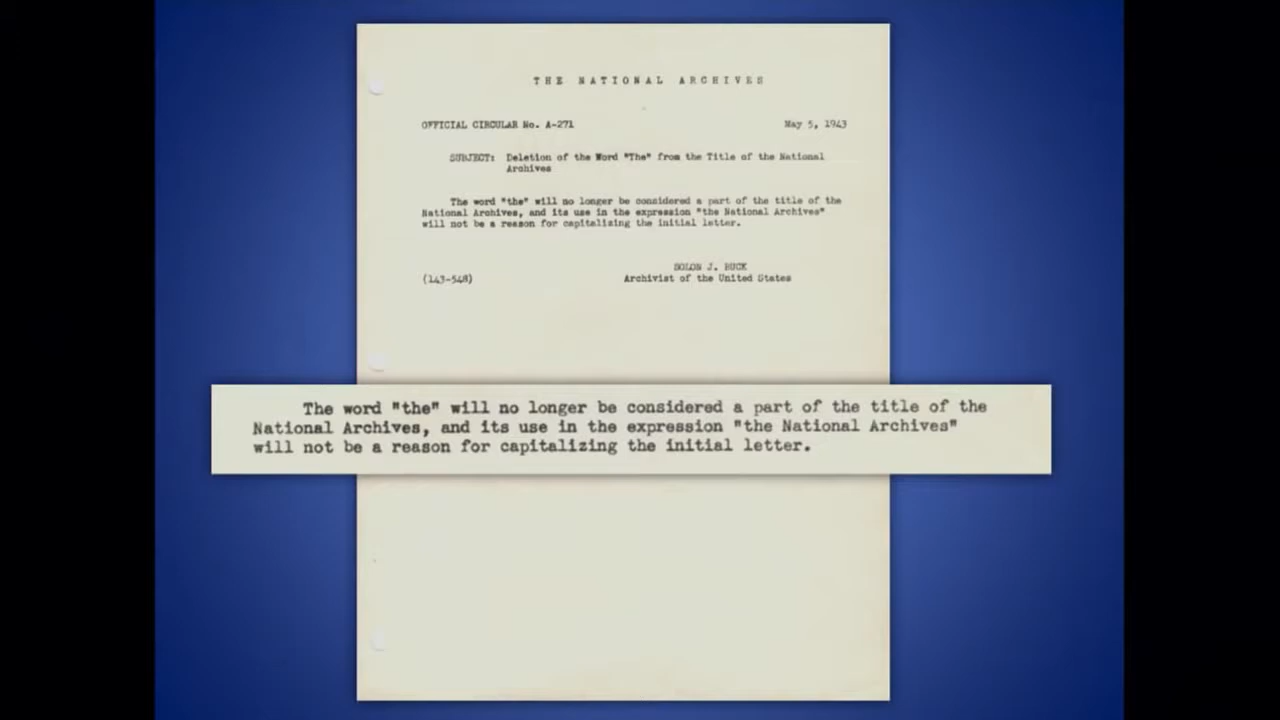 THE NATIONAL ARCHIVES
OFFICIAL CIRCULAR No. A-271 May 5, 1943
SUBJECT: Deletion of the Word "The" from the Title of the National
Archives
The word "the" will no longer be considered a part of the title of the
National Archives, and its use in the expression "the National Archives"
will not be a reason for capitalizing the initial letter.
SOLON J. BUCK
(143-548) Archivist of the United States
The word "the" will no longer be considered a part of the title of the
National Archives, and its use in the expression "the National Archives"
will not be a reason for capitalizing the initial letter.